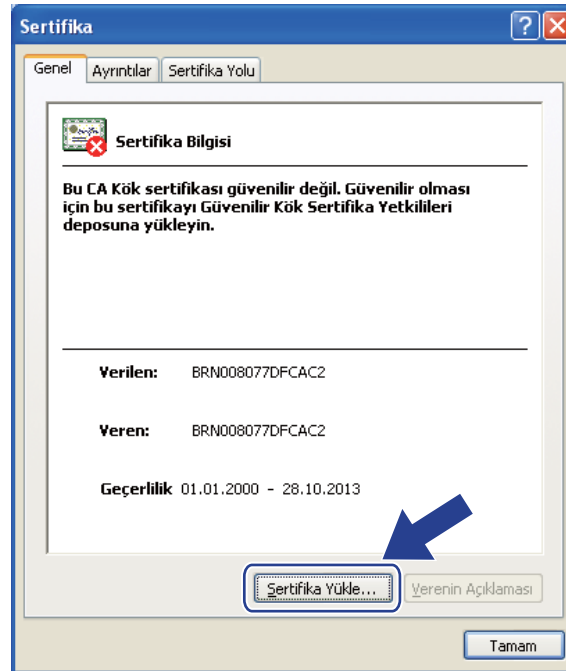 Sertifika
Genel
Ayrıntılar
Sertifika Yolu
Sertifika Bilgisi
Bu CA Kök sertifikası güvenilir değil. Güvenilir olması
için bu sertifikayı Güvenilir Kök Sertifika Yetkilileri
deposuna yükleyin.
Verilen: BRN008077DFCAC2
Veren: BRN008077DFCAC2
Geçerlilik 01.01.2000 - 28.10.2013
Sertifika Yükle...
Verenin Açıklaması
Tamam